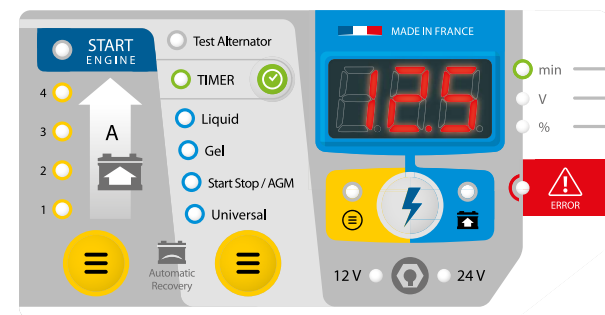 START
ENGINE
4
3
2
1
A
Test Alternator
TIMER
Liquid
Gel
Start Stop / AGM
Universal
Automatic
Recovery
MADE IN FRANCE
12.5
min
V
%
ERROR
12 V
24 V